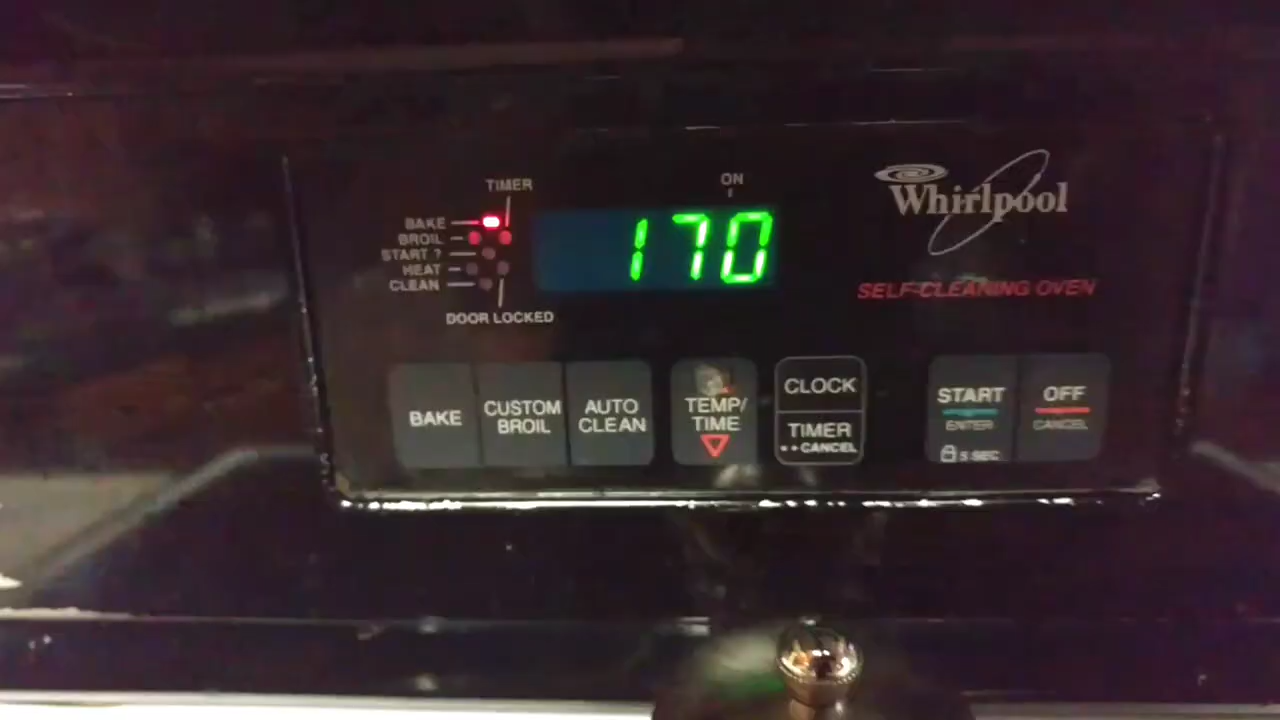 TIMER
ON
BAKE
BROIL
START ?
HEAT
CLEAN
DOOR LOCKED
170
Whirlpool
SELF-CLEANING OVEN
BAKE
CUSTOM
BROIL
AUTO
CLEAN
TEMP/
TIME
CLOCK
TIMER
••CANCEL
START
ENTER
5 SEC
OFF
CANCEL